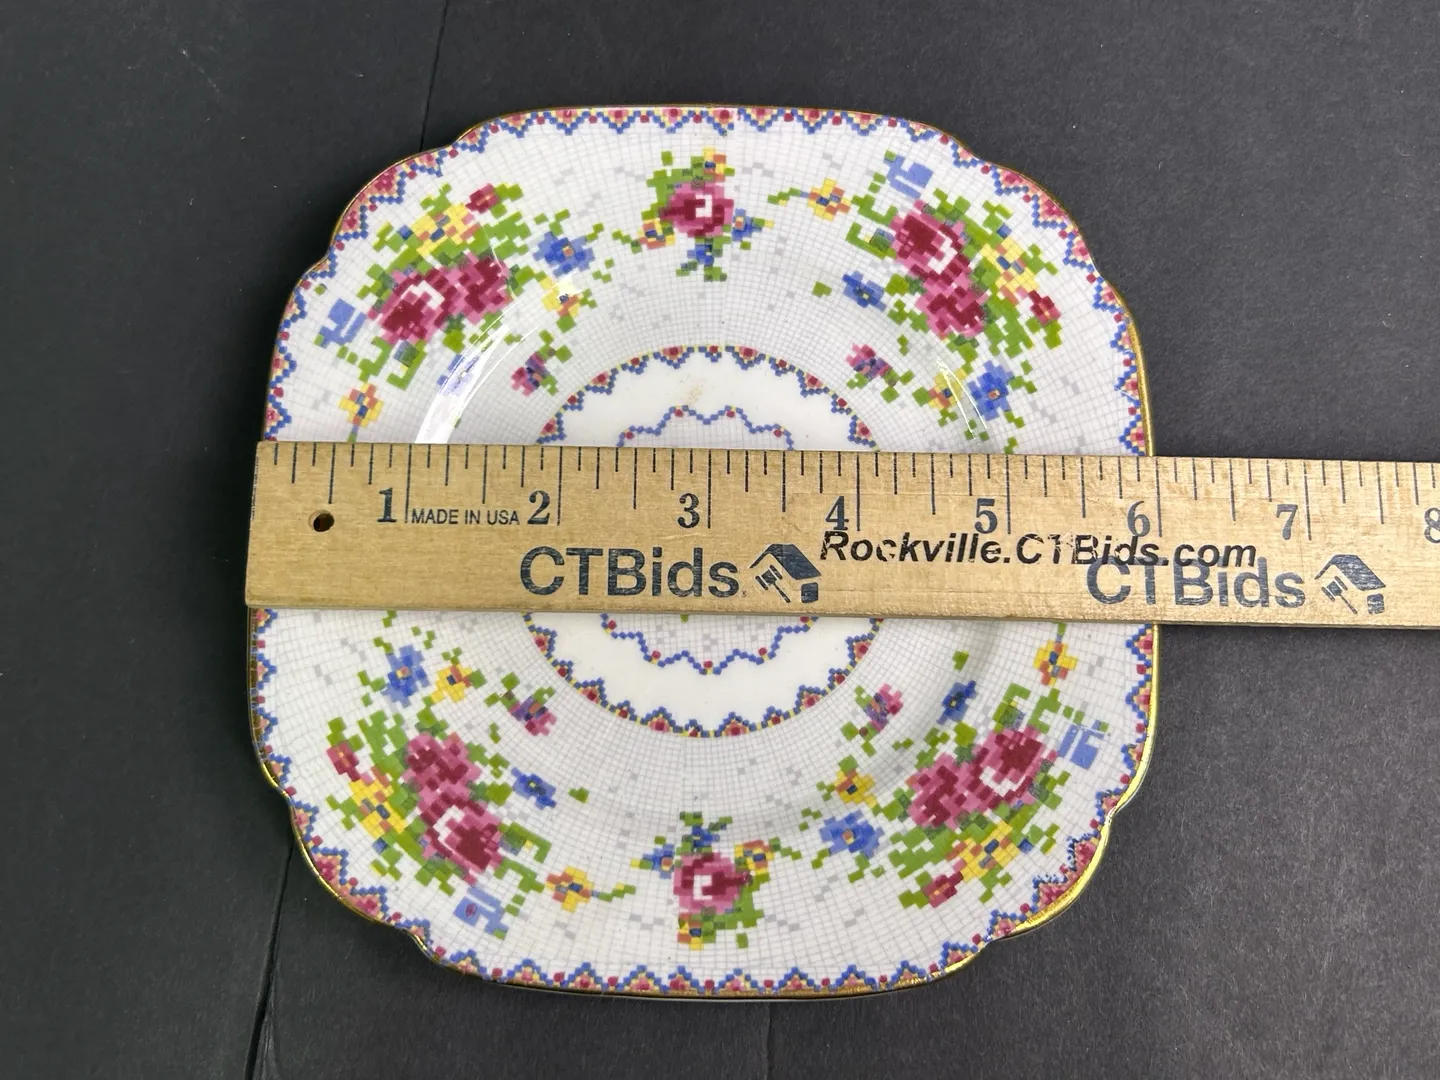 1 2 3 4 5 6 7 8
MADE IN USA
Rockville.CTBids.com
CTBids CTBids